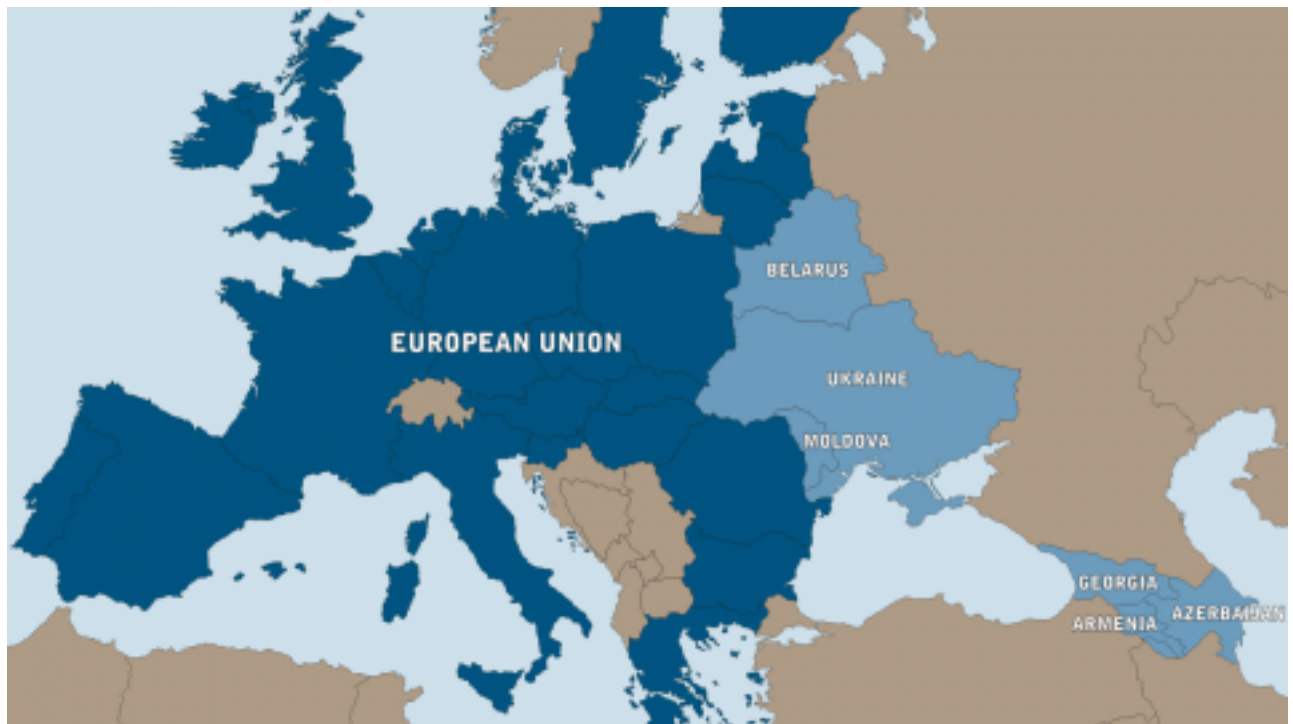 BELARUS
EUROPEAN UNION
UKRAINE
MOLDOVA
GEORGIA
AZERBAIJAN
ARMENIA